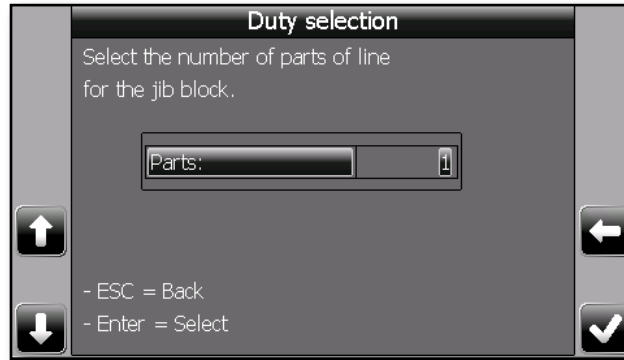 Duty selection
Select the number of parts of line
for the jib block.
Parts: 1
- ESC = Back
- Enter = Select